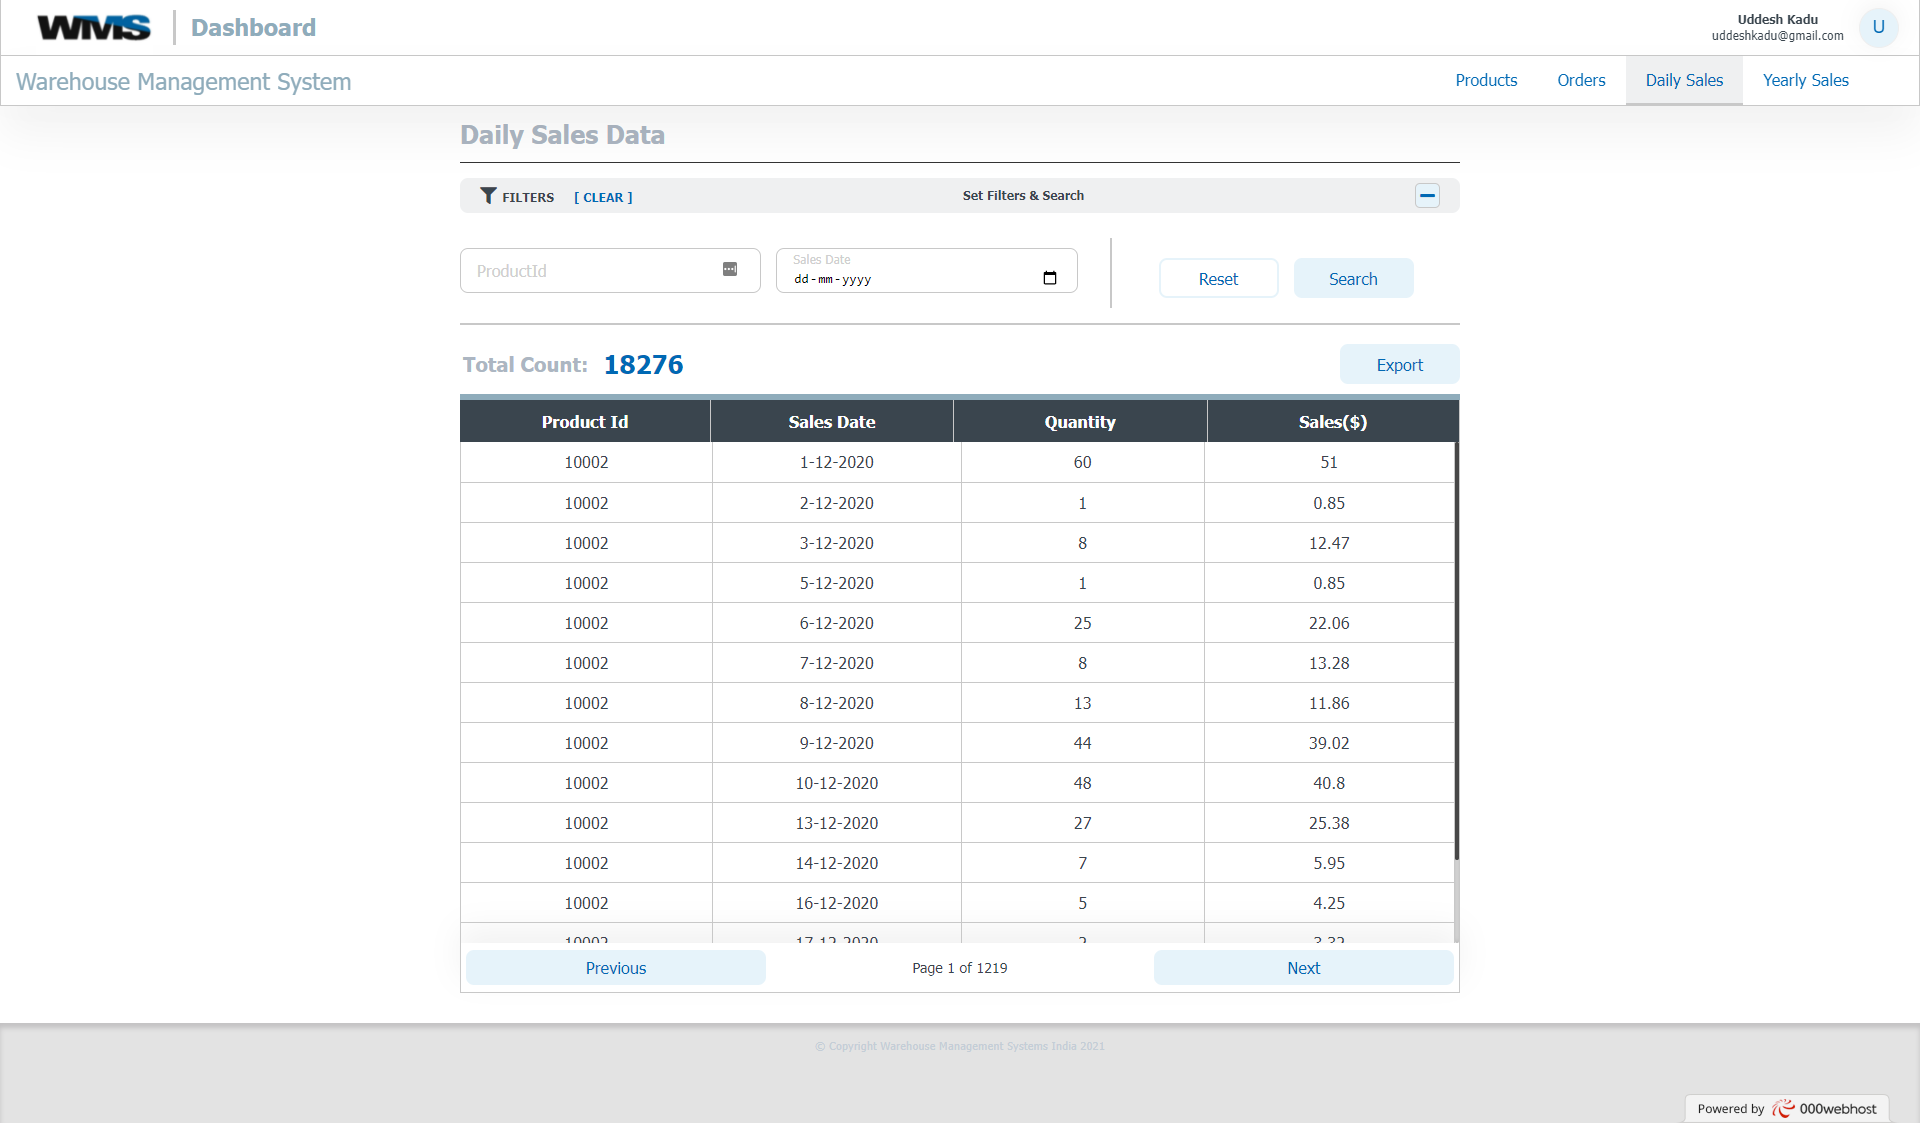 WMS Dashboard
Uddesh Kadu
uddeshkadu@gmail.com
U
Warehouse Management System
Products Orders Daily Sales Yearly Sales
Daily Sales Data
FILTERS [ CLEAR ] Set Filters & Search
ProductId
Sales Date
dd-mm-yyyy
Reset Search
Total Count: 18276 Export
Product Id Sales Date Quantity Sales($)
10002 1-12-2020 60 51
10002 2-12-2020 1 0.85
10002 3-12-2020 8 12.47
10002 5-12-2020 1 0.85
10002 6-12-2020 25 22.06
10002 7-12-2020 8 13.28
10002 8-12-2020 13 11.86
10002 9-12-2020 44 39.02
10002 10-12-2020 48 40.8
10002 13-12-2020 27 25.38
10002 14-12-2020 7 5.95
10002 16-12-2020 5 4.25
10002 17-12-2020
Previous Page 1 of 1219 Next
© Copyright Warehouse Management Systems India 2021
Powered by 000webhost